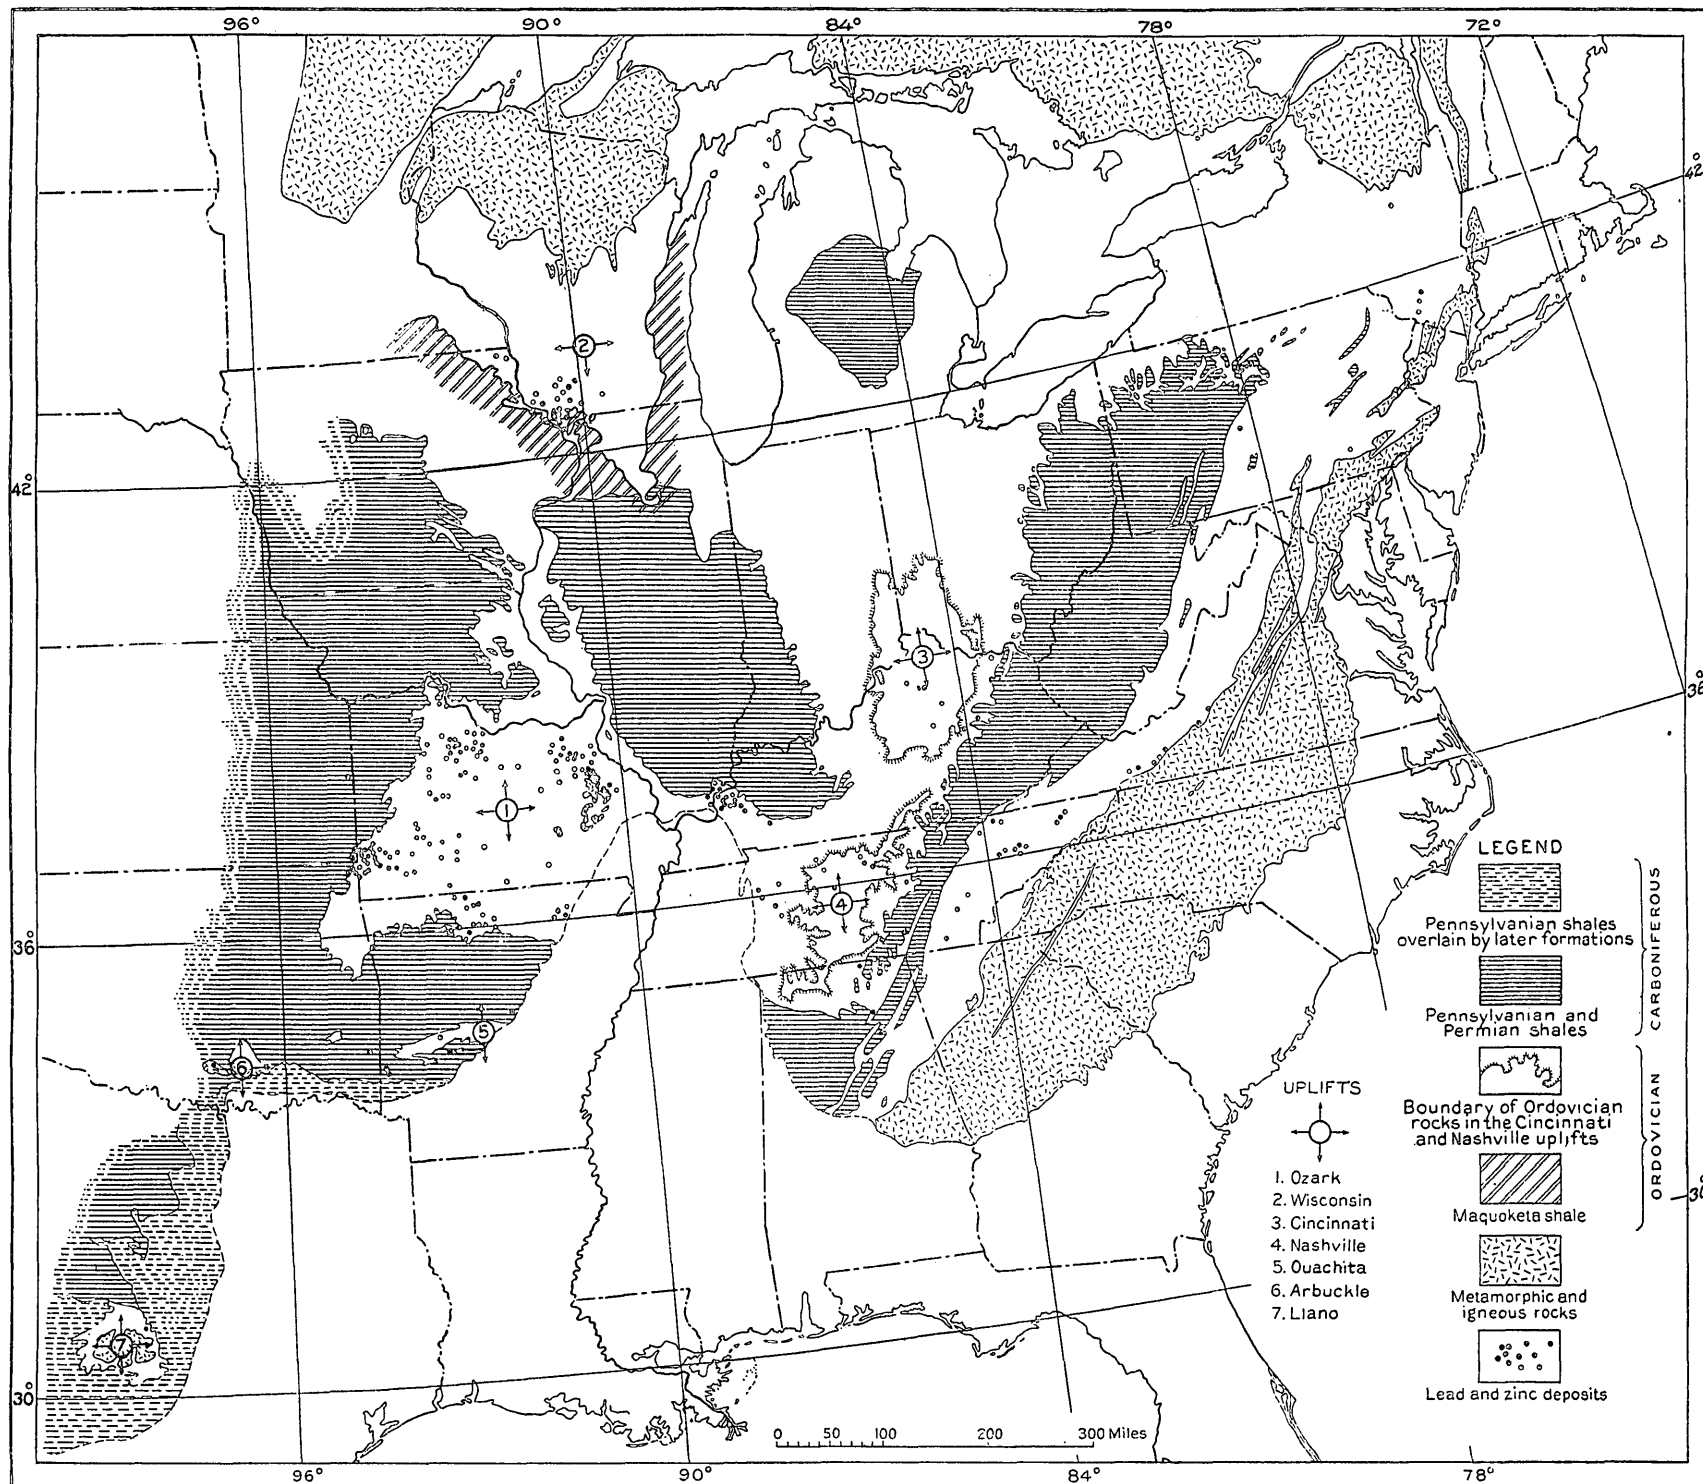 96° 90° 84° 78° 72°
42°
2
42°
3
36°
1
4
36°
5
6
7
30°
30°
LEGEND
Pennsylvanian shales
overlain by later formations
Pennsylvanian and
Permian shales
CARBONIFEROUS
Boundary of Ordovician
rocks in the Cincinnati
and Nashville uplifts
Maquoketa shale
ORDOVICIAN
Metamorphic and
igneous rocks
Lead and zinc deposits
UPLIFTS
1. Ozark
2. Wisconsin
3. Cincinnati
4. Nashville
5. Ouachita
6. Arbuckle
7. Llano
0 50 100 200 300 Miles
96° 90° 84° 78°